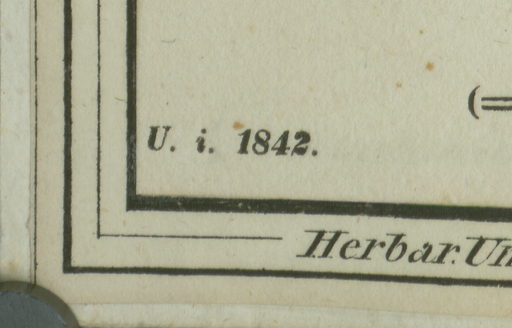 (=
U. i. 1842.
Herbar. Un